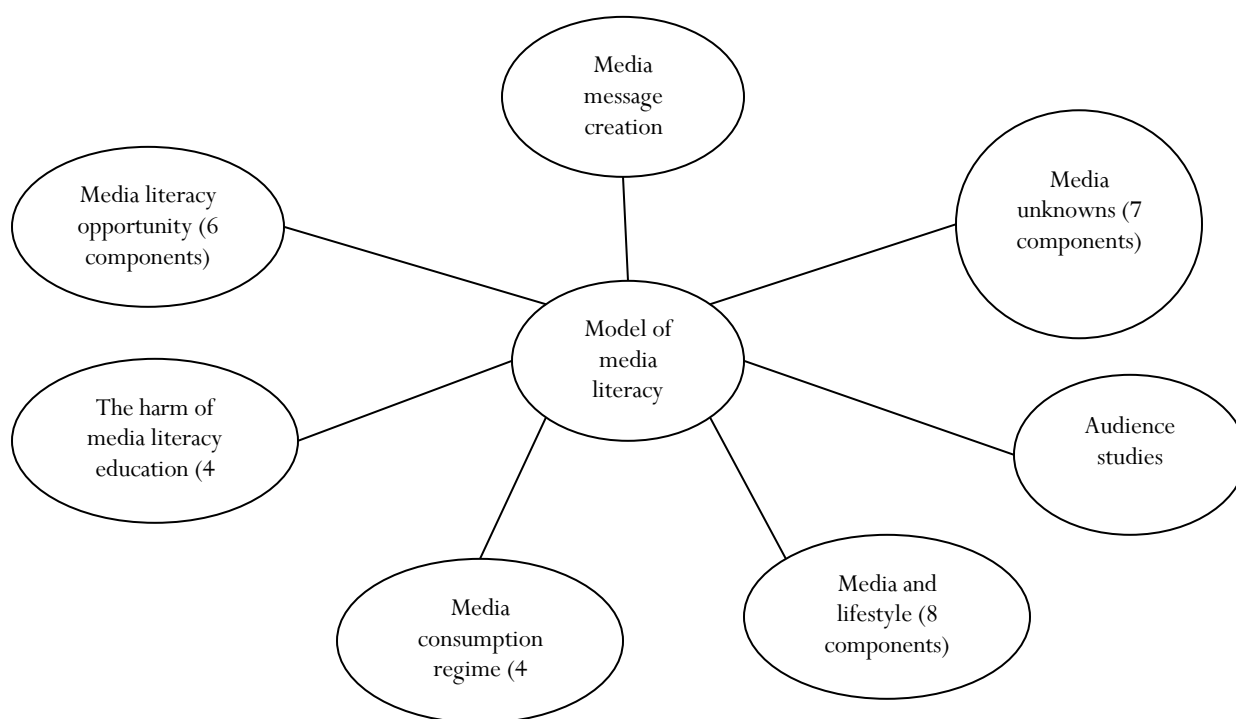 Media
message
creation
Media literacy
opportunity (6
components)
Media
unknowns (7
components)
Model of
media
literacy
The harm of
media literacy
education (4
Audience
studies
Media
consumption
regime (4
Media and
lifestyle (8
components)